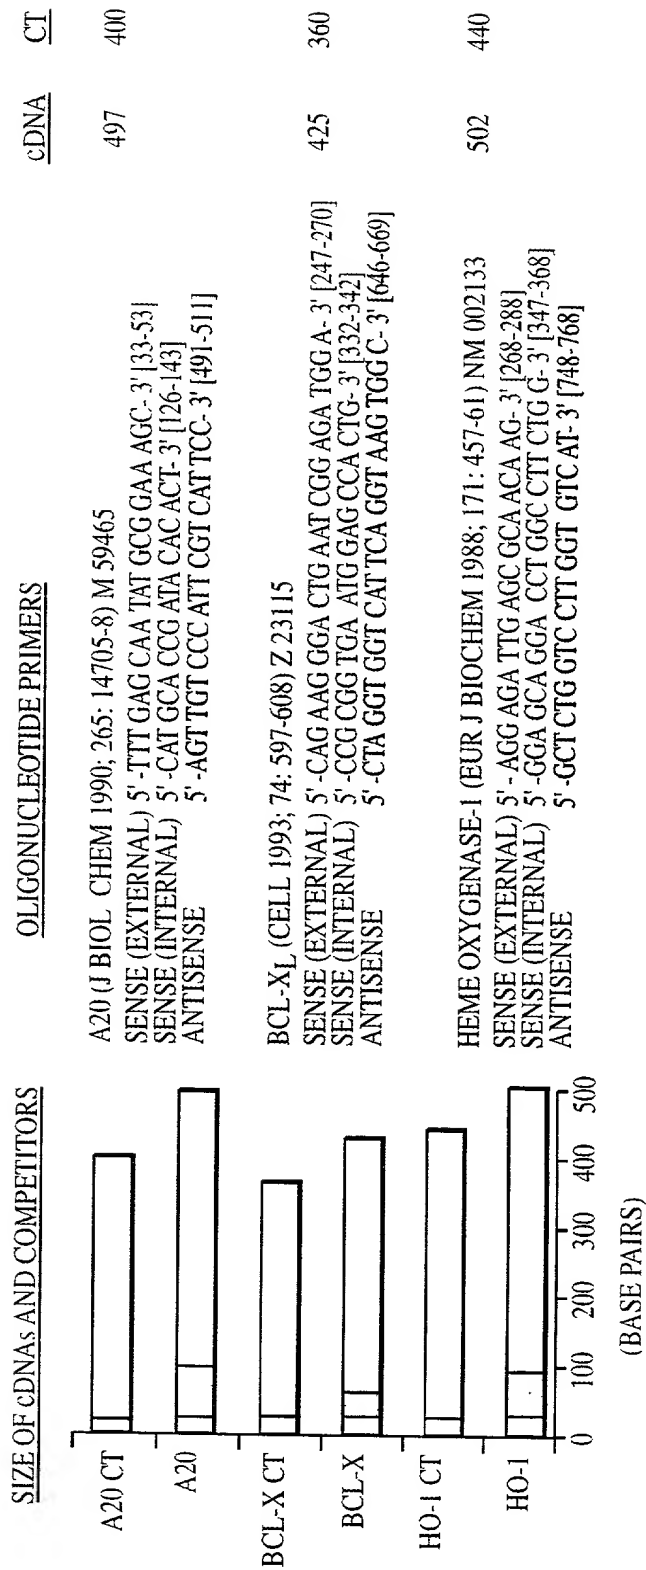 SIZE OF cDNAs AND COMPETITORS
A20 CT
A20
BCL-X CT
BCL-X
HO-1 CT
HO-1
0 100 200 300 400 500
(BASE PAIRS)
OLIGONUCLEOTIDE PRIMERS cDNA CT
A20 (J BIOL CHEM 1990; 265: 14705-8) M 59465 497 400
SENSE (EXTERNAL) 5' -TTT GAG CAA TAT GCG GAA AGC- 3' [33-53]
SENSE (INTERNAL) 5' -CAT GCA CCG ATA CAC ACT- 3' [126-143]
ANTISENSE 5' -AGT TGT CCC ATT CGT CAT TCC- 3' [491-511]
BCL-XL (CELL 1993; 74: 597-608) Z 23115 425 360
SENSE (EXTERNAL) 5' -CAG AAG GGA CTG AAT CGG AGA TGG A- 3' [247-270]
SENSE (INTERNAL) 5' -CCG CGG TGA ATG GAG CCA CTG- 3' [332-342]
ANTISENSE 5' -CTA GGT GGT CAT TCA GGT AAG TGG C- 3' [646-669]
HEME OXYGENASE-1 (EUR J BIOCHEM 1988; 171: 457-61) NM 002133 502 440
SENSE (EXTERNAL) 5' - AGG AGA TTG AGC GCA ACA AG- 3' [268-288]
SENSE (INTERNAL) 5' -GGA GCA GGA CCT GGC CTT CTG G- 3' [347-368]
ANTISENSE 5' -GCT CTG GTC CTT GGT GTC AT- 3' [748-768]